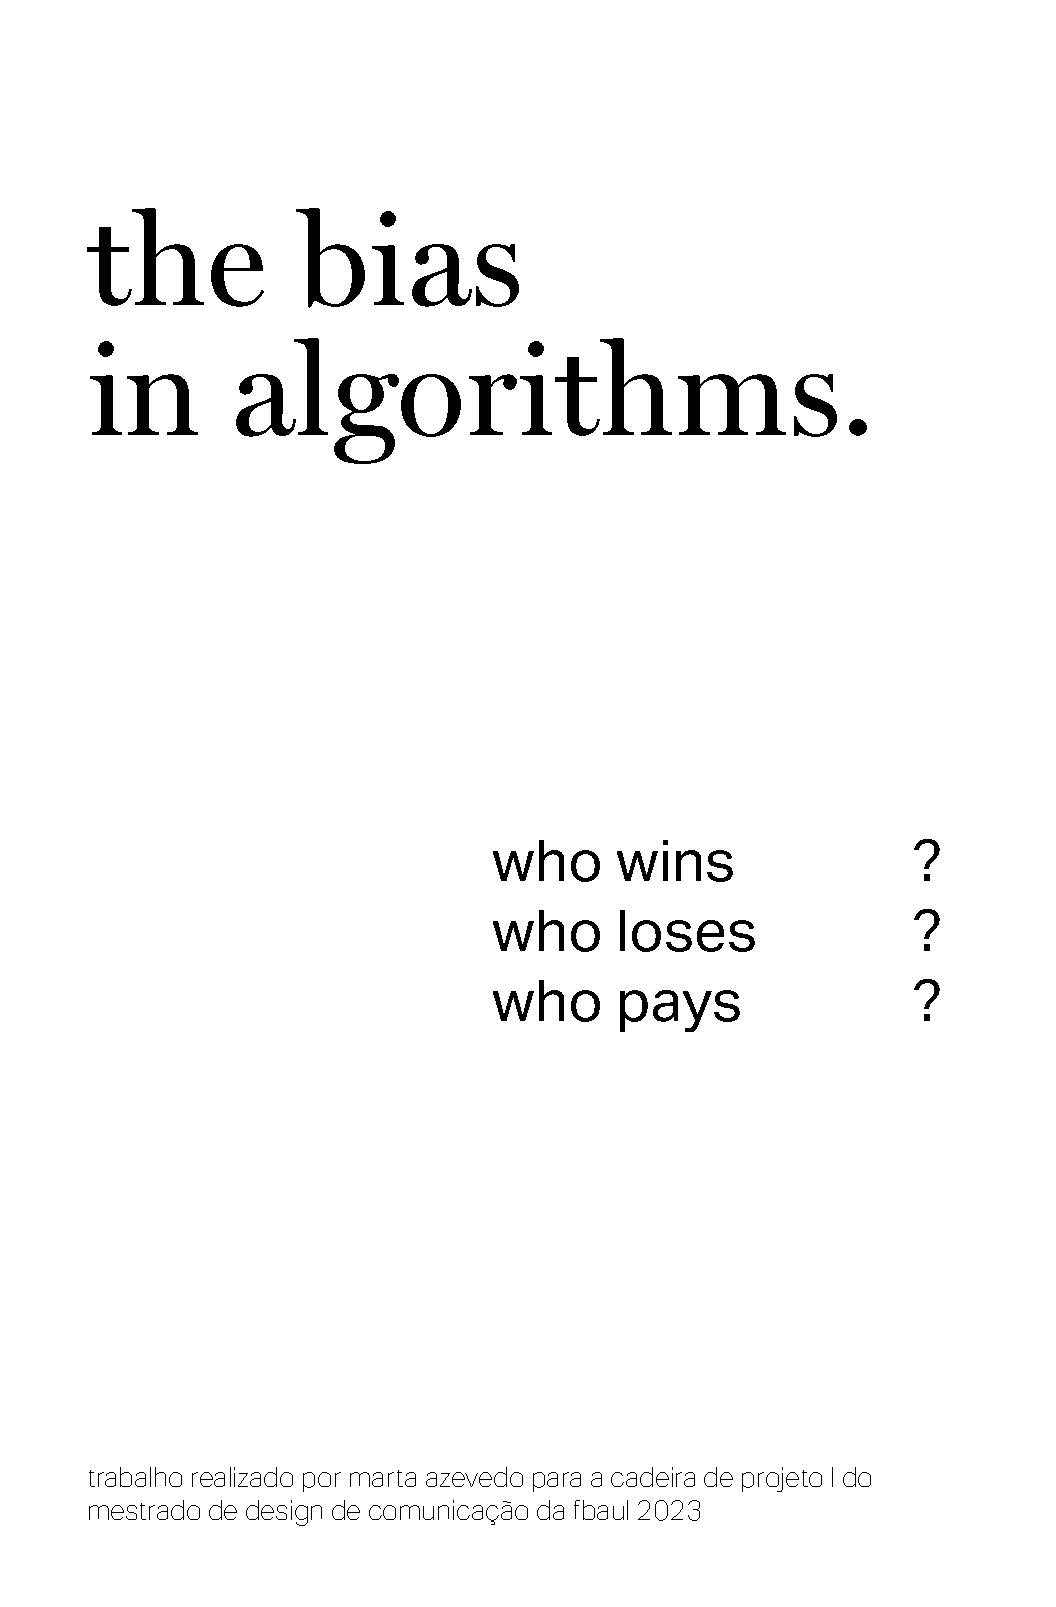 the bias
in algorithms.
who wins ?
who loses ?
who pays ?
trabalho realizado por marta azevedo para a cadeira de projeto I do
mestrado de design de comunicação da fbaul 2023